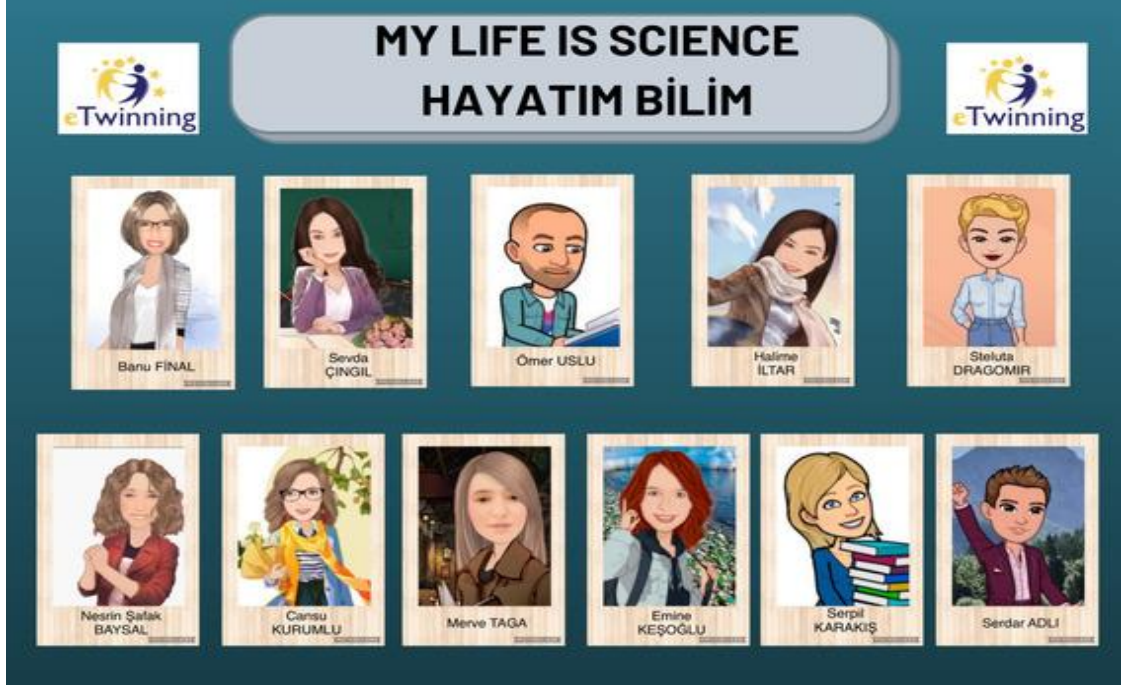 MY LIFE IS SCIENCE
HAYATIM BİLİM
eTwinning
eTwinning
Banu FİNAL
Sevda
ÇINGIL
Ömer USLU
Halime
İLTAR
Steluta
DRAGOMIR
Nesrin Şafak
BAYSAL
Cansu
KURUMLU
Merve TAGA
Emine
KEŞOĞLU
Serpil
KARAKIŞ
Serdar ADLI